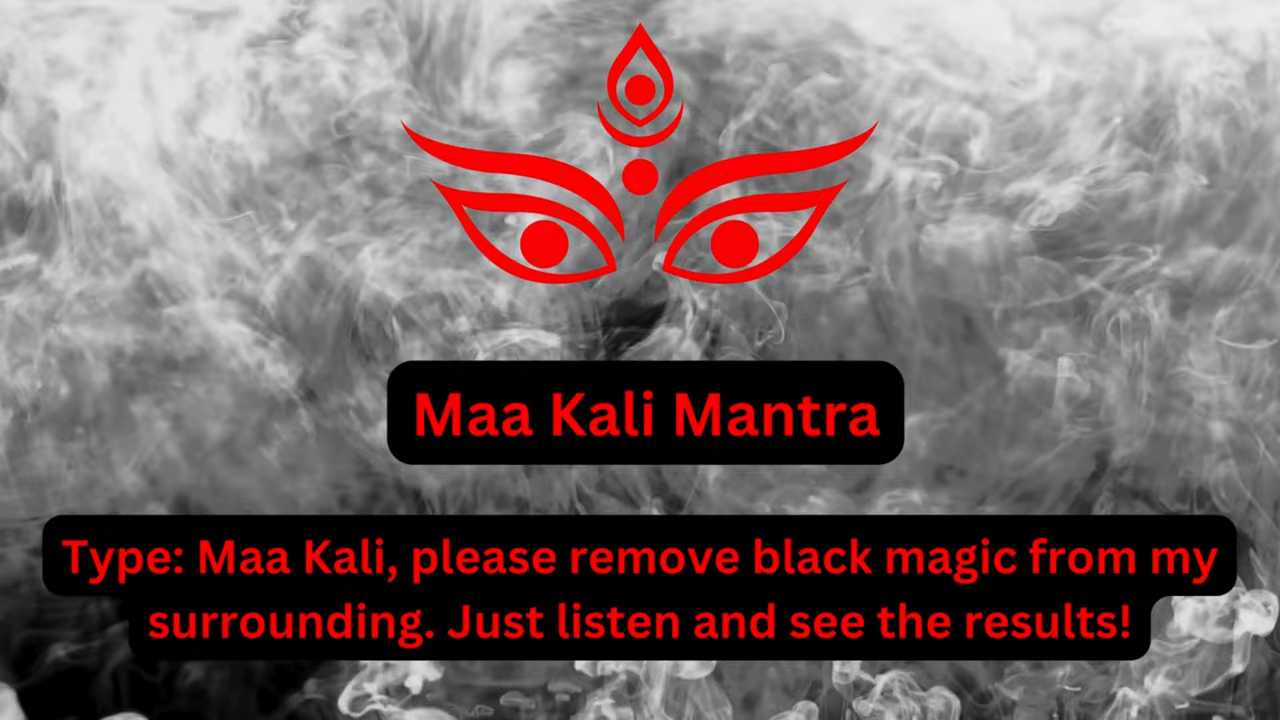 Maa Kali Mantra
Type: Maa Kali, please remove black magic from my
surrounding. Just listen and see the results!